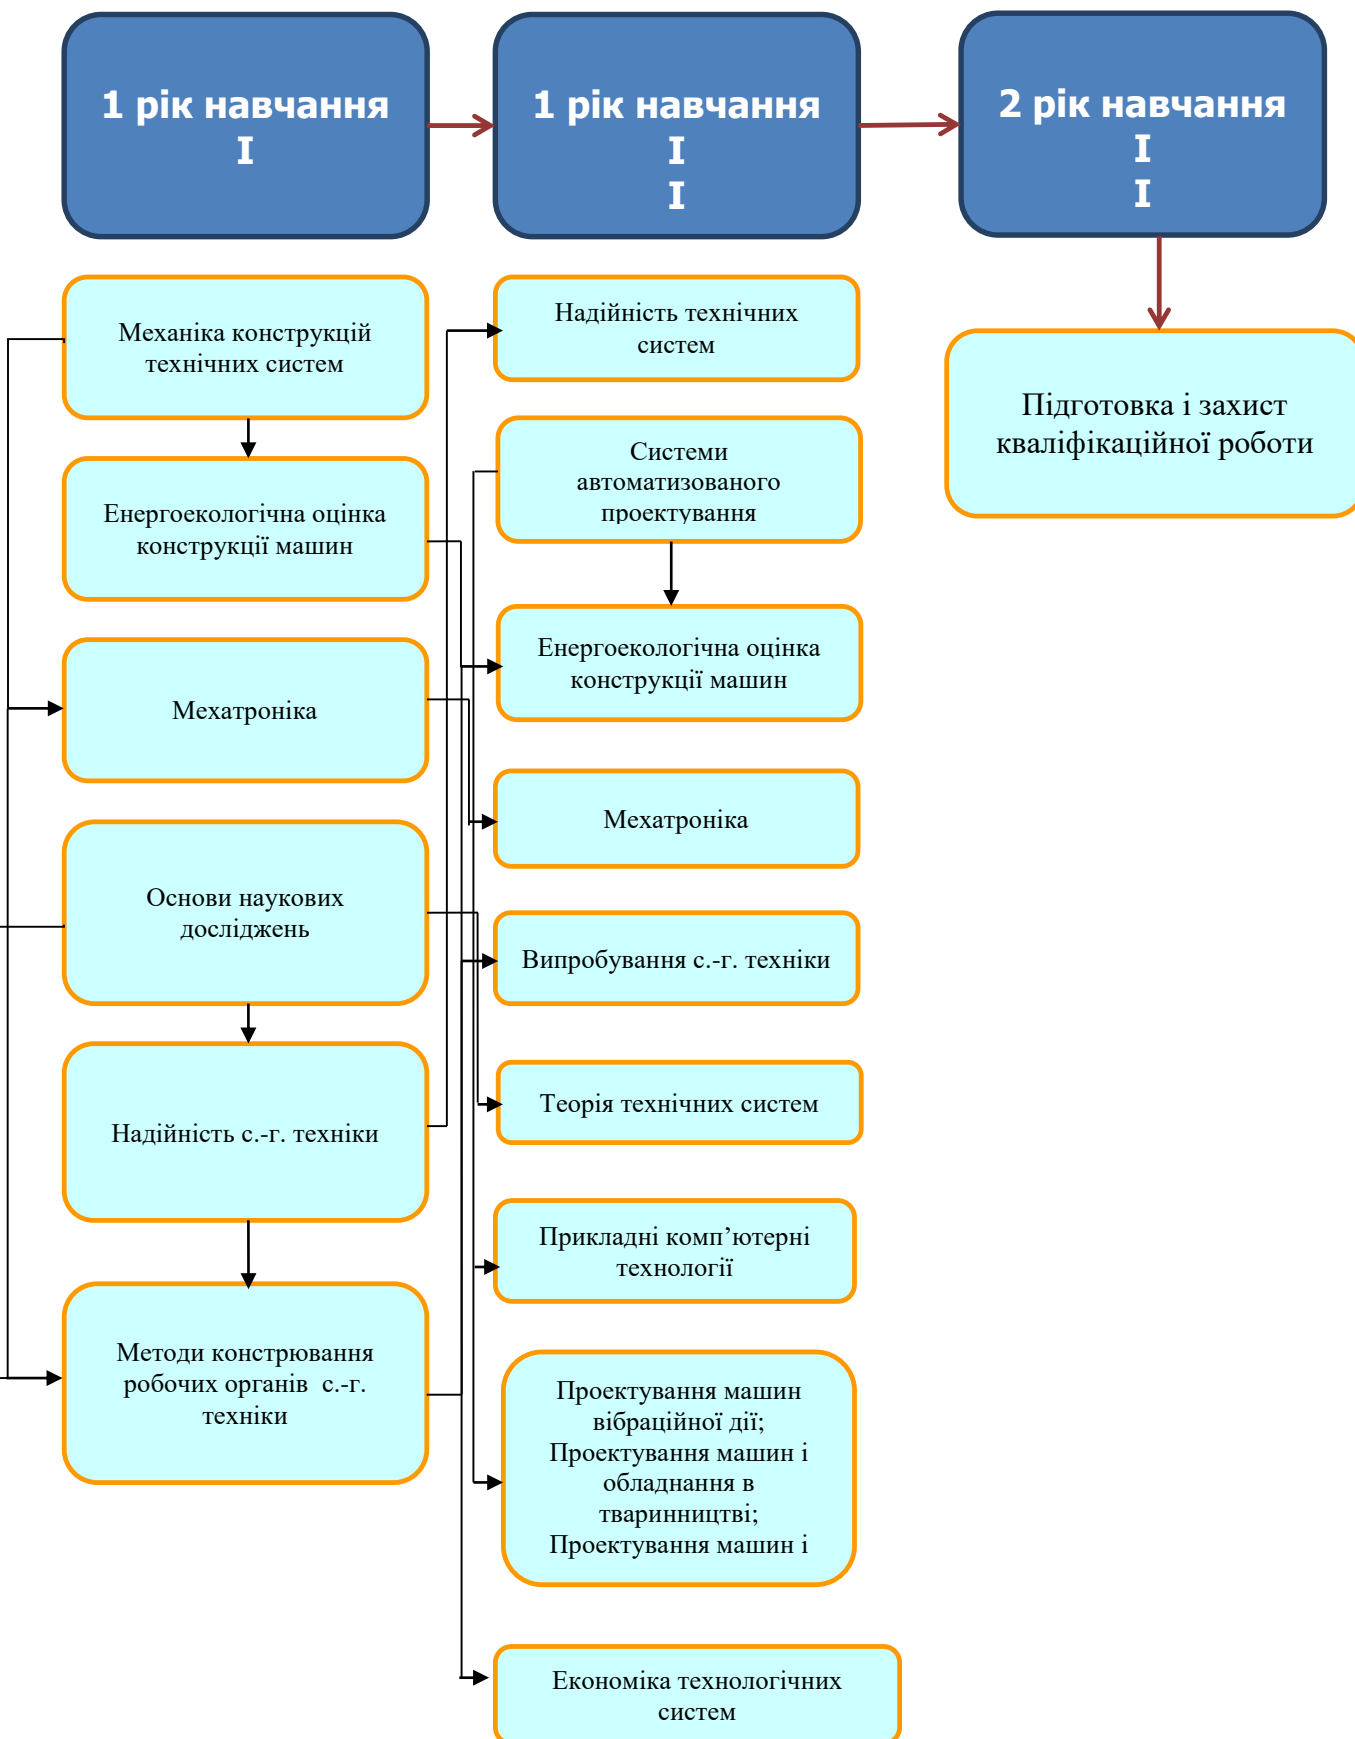 1 рік навчання
I
1 рік навчання
I
I
2 рік навчання
I
I
Механіка конструкцій
технічних систем
Енергоекологічна оцінка
конструкції машин
Мехатроніка
Основи наукових
досліджень
Надійність с.-г. техніки
Методи констрювання
робочих органів  с.-г.
техніки
Надійність технічних
систем
Системи
автоматизованого
проектування
Енергоекологічна оцінка
конструкції машин
Мехатроніка
Випробування с.-г. техніки
Теорія технічних систем
Прикладні комп’ютерні
технології
Проектування машин
вібраційної дії;
Проектування машин і
обладнання в
тваринництві;
Проектування машин і
Економіка технологічних
систем
Підготовка і захист
кваліфікаційної роботи